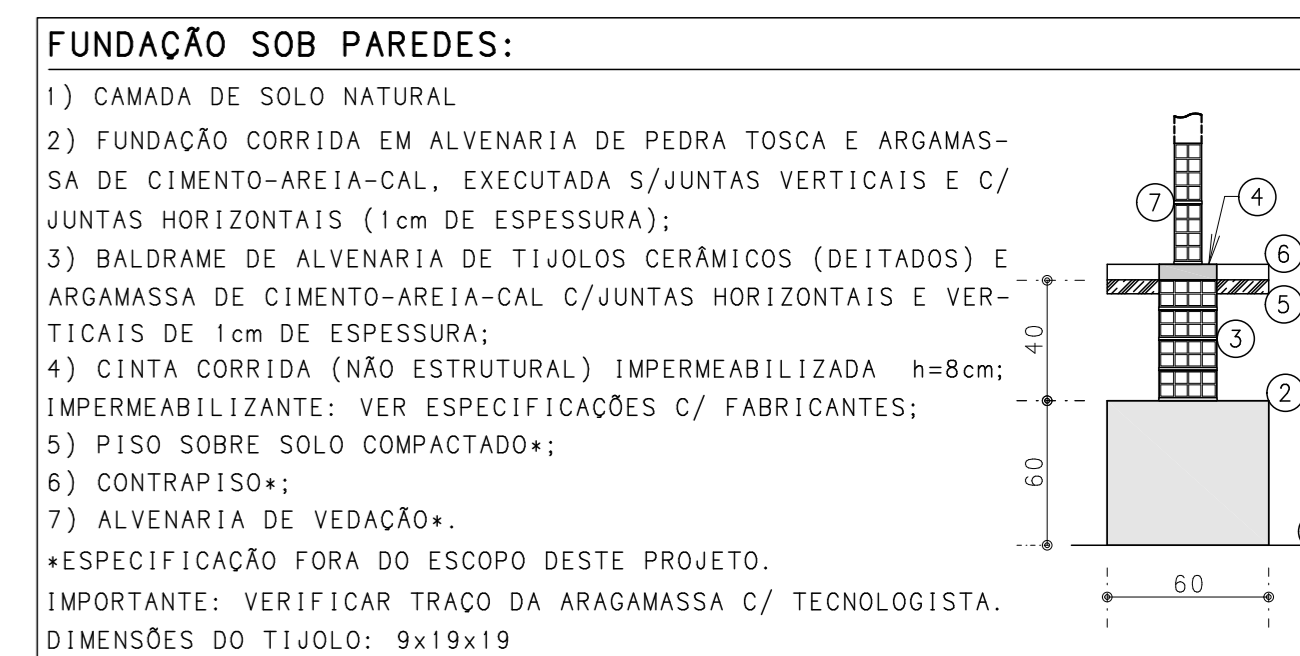 FUNDAÇÃO SOB PAREDES:
1) CAMADA DE SOLO NATURAL
2) FUNDAÇÃO CORRIDA EM ALVENARIA DE PEDRA TOSCA E ARGAMAS-
SA DE CIMENTO-AREIA-CAL, EXECUTADA S/JUNTAS VERTICAIS E C/
JUNTAS HORIZONTAIS (1cm DE ESPESSURA);
3) BALDRAME DE ALVENARIA DE TIJOLOS CERÂMICOS (DEITADOS) E
ARGAMASSA DE CIMENTO-AREIA-CAL C/JUNTAS HORIZONTAIS E VER-
TICAIS DE 1cm DE ESPESSURA;
4) CINTA CORRIDA (NÃO ESTRUTURAL) IMPERMEABILIZADA h=8cm;
IMPERMEABILIZANTE: VER ESPECIFICAÇÕES C/ FABRICANTES;
5) PISO SOBRE SOLO COMPACTADO*;
6) CONTRAPISO*;
7) ALVENARIA DE VEDAÇÃO*.
*ESPECIFICAÇÃO FORA DO ESCOPO DESTE PROJETO.
IMPORTANTE: VERIFICAR TRAÇO DA ARAGAMASSA C/ TECNOLOGISTA.
DIMENSÕES DO TIJOLO: 9x19x19
7
4
6
5
3
2
40
60
60